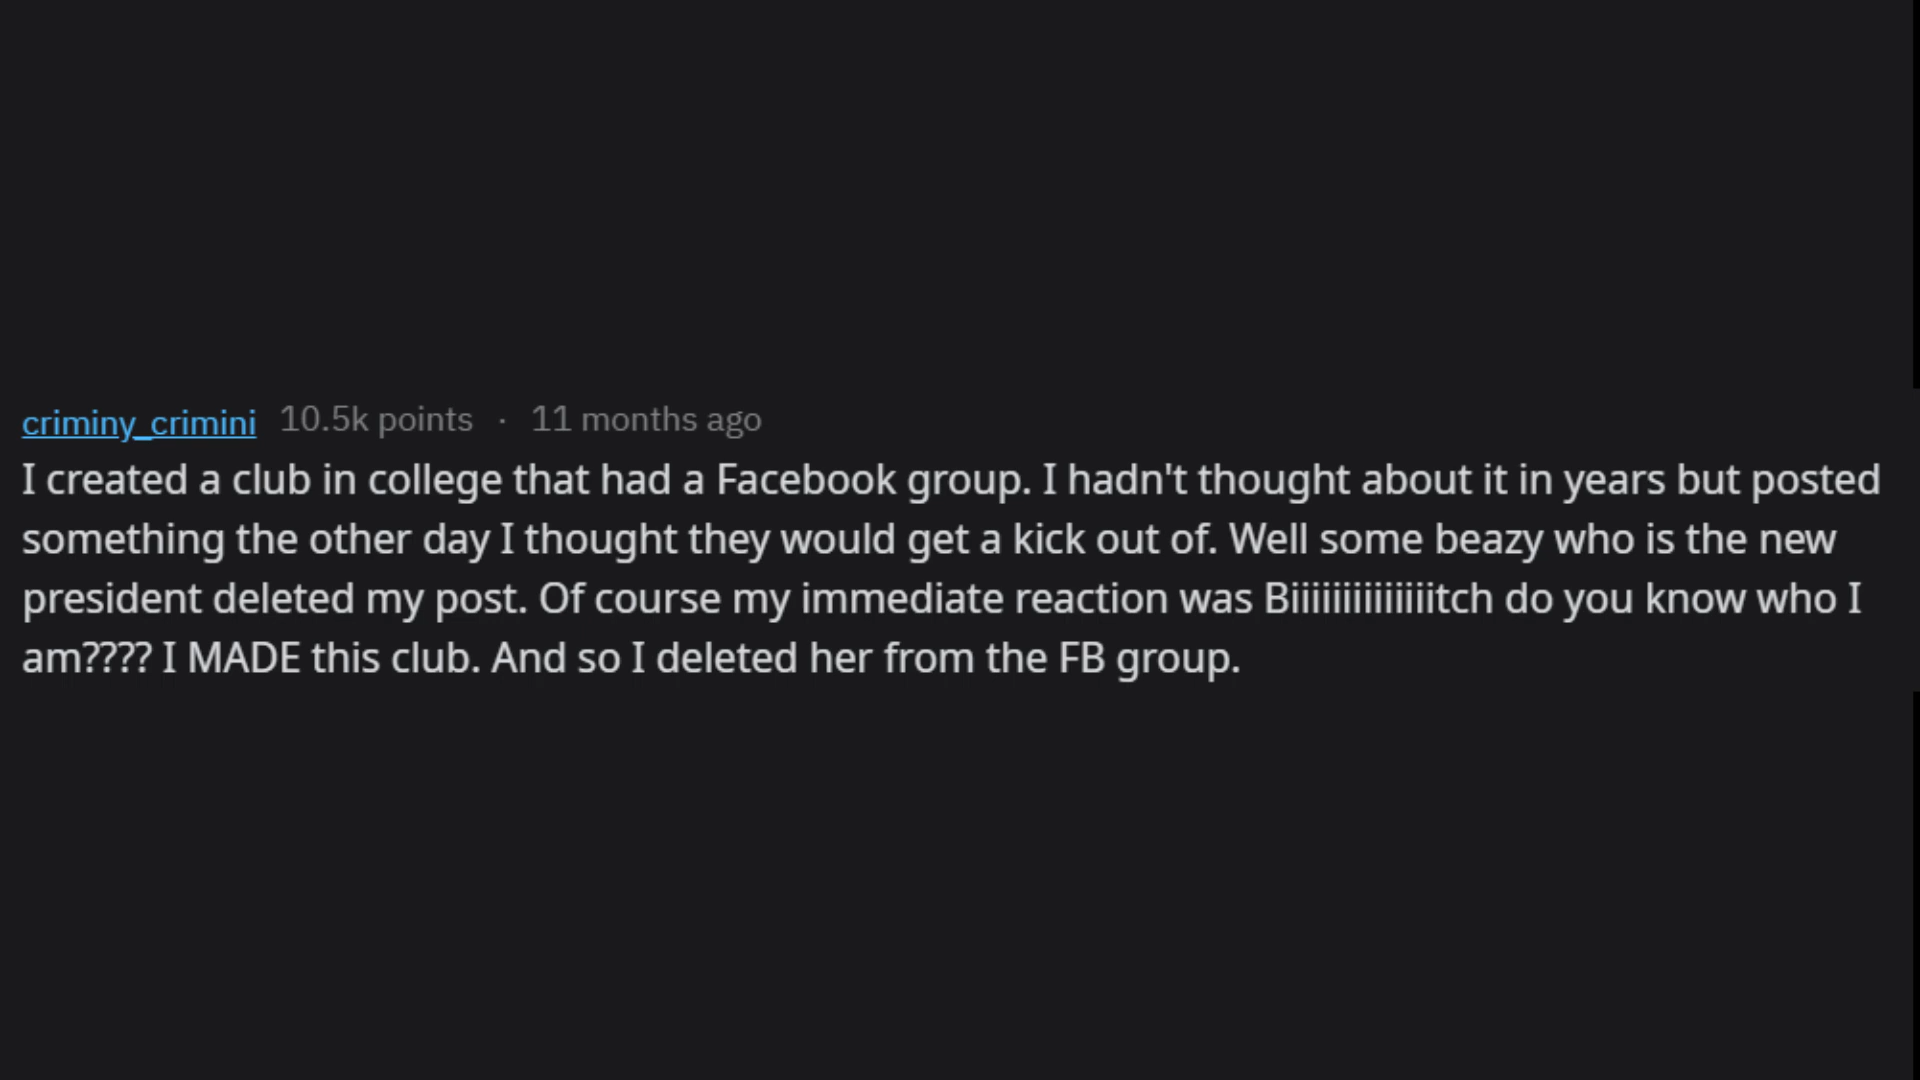 criminy_crimini 10.5k points · 11 months ago
I created a club in college that had a Facebook group. I hadn't thought about it in years but posted
something the other day I thought they would get a kick out of. Well some beazy who is the new
president deleted my post. Of course my immediate reaction was Biiiiiiiiiiiiiitch do you know who I
am???? I MADE this club. And so I deleted her from the FB group.